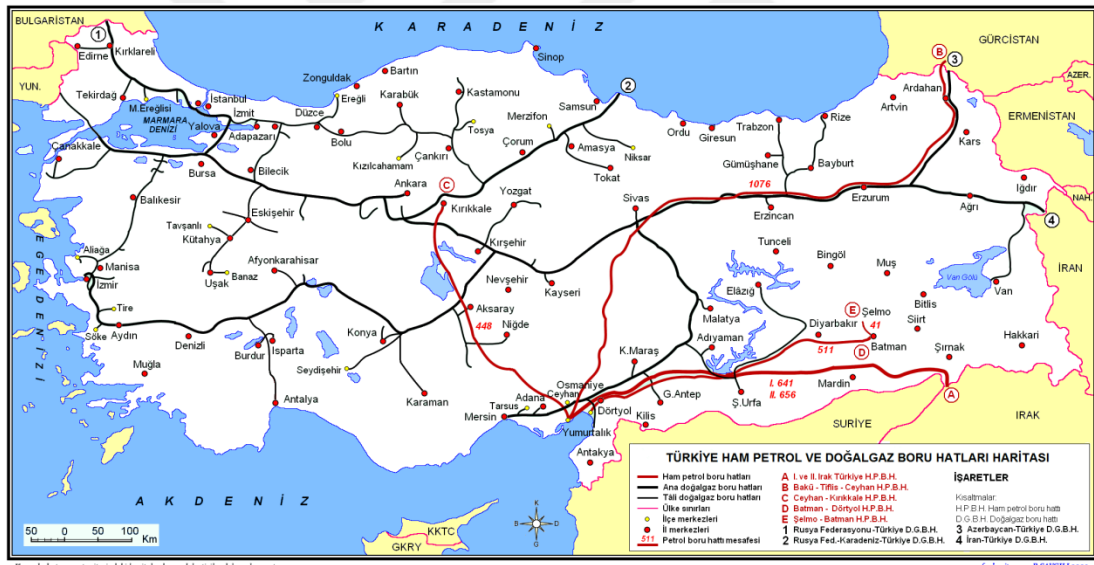 BULGARİSTAN
K A R A D E N İ Z
GÜRCİSTAN
1
Edirne
Kırklareli
Sinop
B
3
YUN.
Zonguldak
Bartın
Ardahan
AZER.
Tekirdağ
M.Ereğlisi
İstanbul
İzmit
Düzce
Ereğli
Karabük
Kastamonu
Samsun
2
Artvin
ERMENİSTAN
MARMARA
DENİZİ
Yalova
Adapazarı
Bolu
Tosya
Merzifon
Ordu
Giresun
Trabzon
Rize
Kars
Çanakkale
Bursa
Bilecik
Kızılcahamam
Çankırı
Çorum
Amasya
Niksar
Tokat
Gümüşhane
Bayburt
Balıkesir
Ankara
C
Kırıkkale
Yozgat
Sivas
1076
Erzincan
Erzurum
Ağrı
Iğdır
NAH.
4
Tavşanlı
Eskişehir
Kütahya
Kırşehir
Tunceli
Bingöl
Muş
İRAN
Aliağa
Manisa
İzmir
Uşak
Banaz
Afyonkarahisar
Nevşehir
Kayseri
Elazığ
Van Gölü
Van
E G E D E N İ Z İ
Tire
Söke
Aydın
Denizli
Burdur
Isparta
Konya
Aksaray
448
Niğde
Malatya
Adıyaman
Diyarbakır
E
Şelmo
41
Batman
511
D
Bitlis
Siirt
Şırnak
Hakkari
Muğla
Seydişehir
Antalya
Karaman
Mersin
Tarsus
Adana
Ceyhan
Osmaniye
K.Maraş
G.Antep
Dörtyol
Kilis
Yumurtalık
Antakya
Ş.Urfa
I. 641
II. 656
Mardin
A
SURİYE
IRAK
A K D E N İ Z
KKTC
GKRY
50 0 50 100
Km
K
B
D
G
TÜRKİYE HAM PETROL VE DOĞALGAZ BORU HATLARI HARİTASI
Ham petrol boru hatları
Ana doğalgaz boru hatları
Tâli doğalgaz boru hatları
Ülke sınırları
İlçe merkezleri
İl merkezleri
511 Petrol boru hattı mesafesi
A I. ve II. Irak Türkiye H.P.B.H.
B Bakü - Tiflis - Ceyhan H.P.B.H.
C Ceyhan - Kırıkkale H.P.B.H.
D Batman - Dörtyol H.P.B.H.
E Şelmo - Batman H.P.B.H.
1 Rusya Federasyonu-Türkiye D.G.B.H.
2 Rusya Fed.-Karadeniz-Türkiye D.G.B.H.
İŞARETLER
Kısaltmalar:
H.P.B.H. Ham petrol boru hattı
D.G.B.H. Doğalgaz boru hattı
3 Azerbaycan-Türkiye D.G.B.H.
4 İran-Türkiye D.G.B.H.